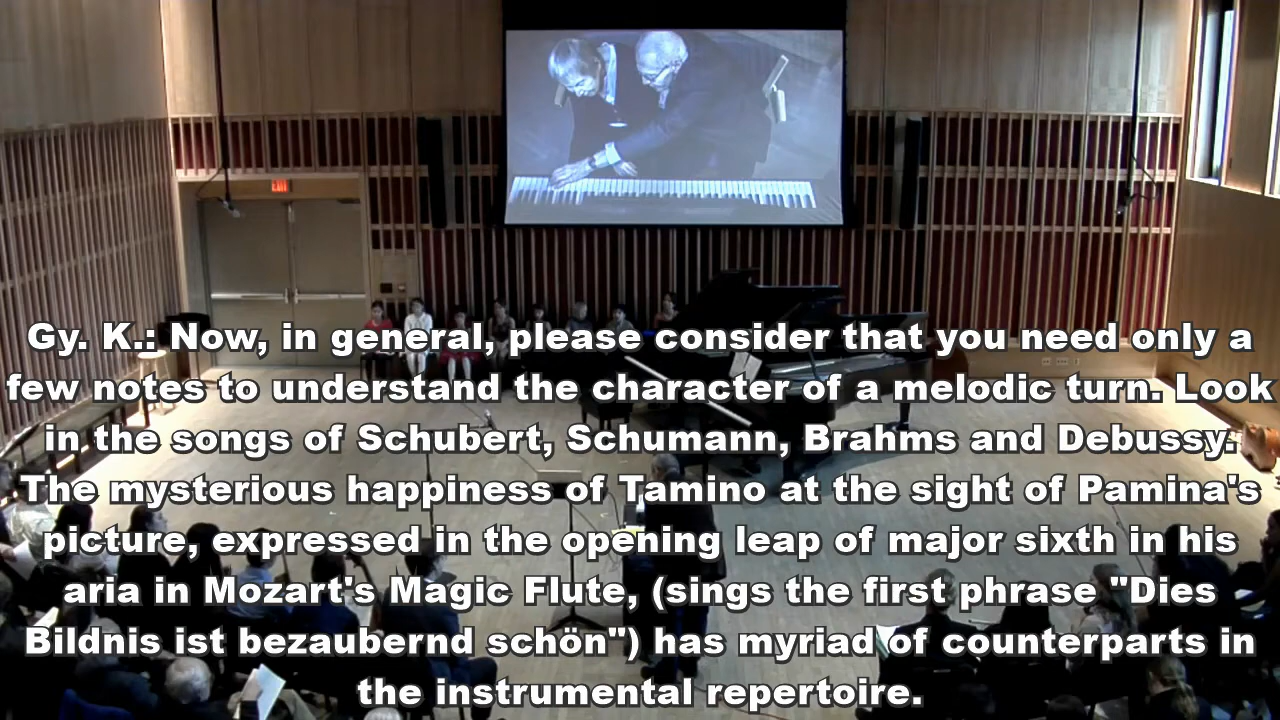 EXIT
Gy. K.: Now, in general, please consider that you need only a
few notes to understand the character of a melodic turn. Look
in the songs of Schubert, Schumann, Brahms and Debussy.
The mysterious happiness of Tamino at the sight of Pamina's
picture, expressed in the opening leap of major sixth in his
aria in Mozart's Magic Flute, (sings the first phrase "Dies
Bildnis ist bezaubernd schön") has myriad of counterparts in
the instrumental repertoire.